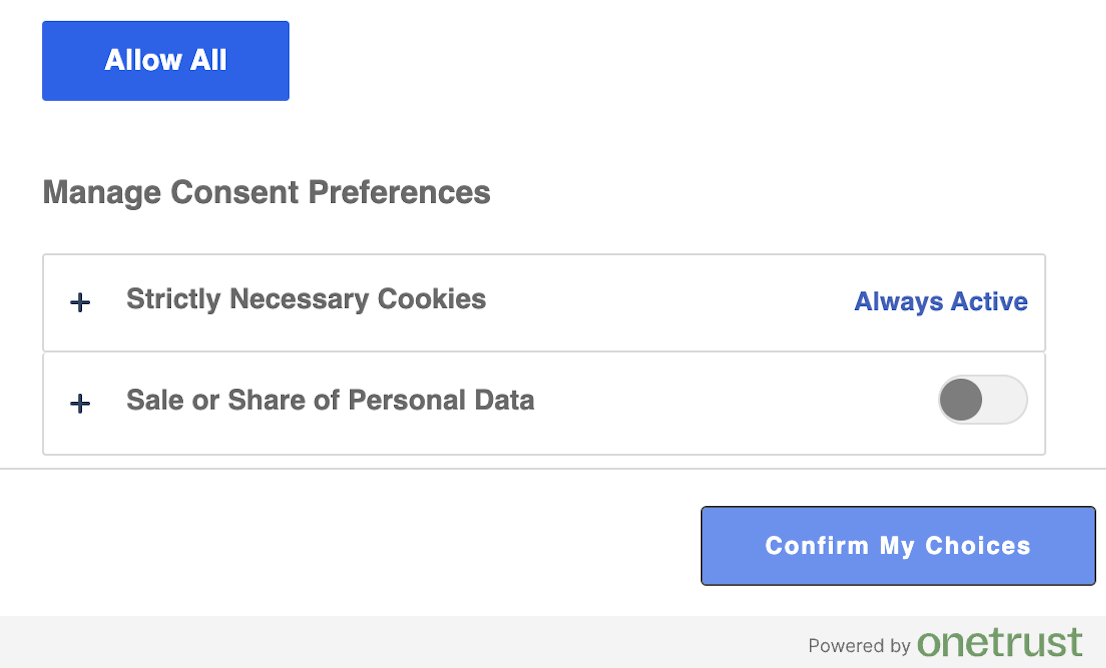 Allow All
Manage Consent Preferences
+ Strictly Necessary Cookies Always Active
+ Sale or Share of Personal Data
Confirm My Choices
Powered by onetrust